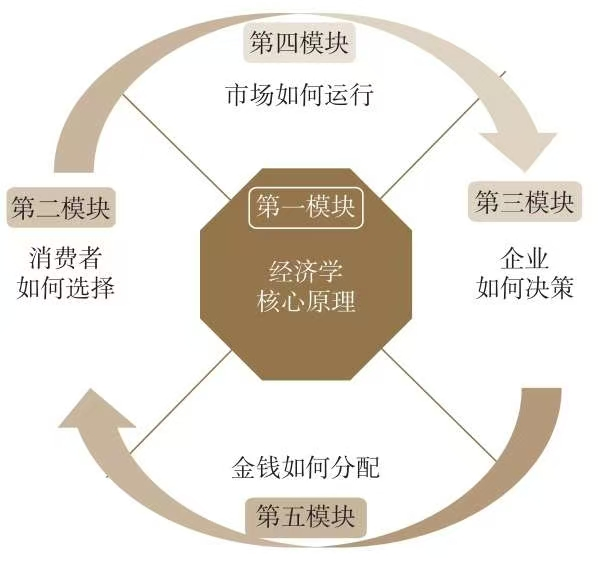 第四模块
市场如何运行
第二模块
消费者
如何选择
第一模块
经济学
核心原理
第三模块
企业
如何决策
金钱如何分配
第五模块